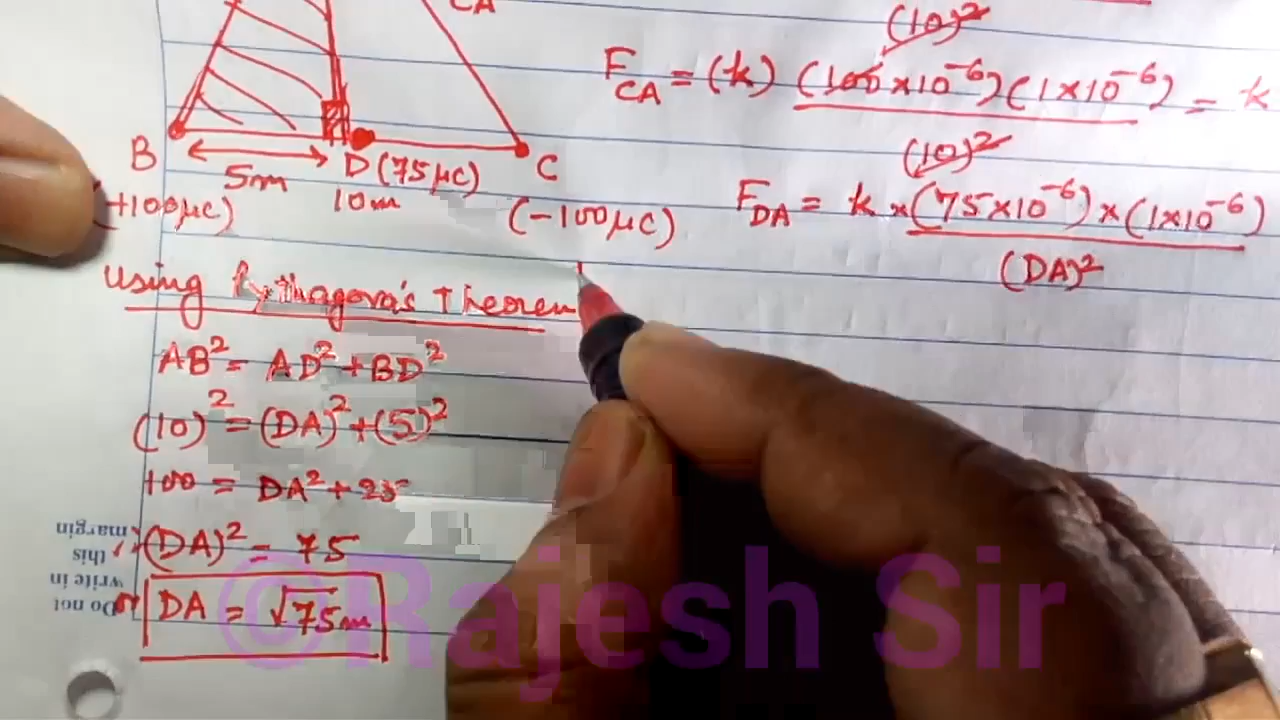 CA
(10)²
F_CA = (k) (100×10⁻⁶)(1×10⁻⁶) = k
(10)²
B
5m
D (75μC)
C
10m
(+100μC)
(-100μC)
F_DA = k × (75×10⁻⁶) × (1×10⁻⁶)
(DA)²
Using Pythagora's Theorem
AB² = AD² + BD²
(10)² = (DA)² + (5)²
100 = DA² + 25
(DA)² = 75
DA = √75 m
Do not
write in
this
margin
©Rajesh Sir